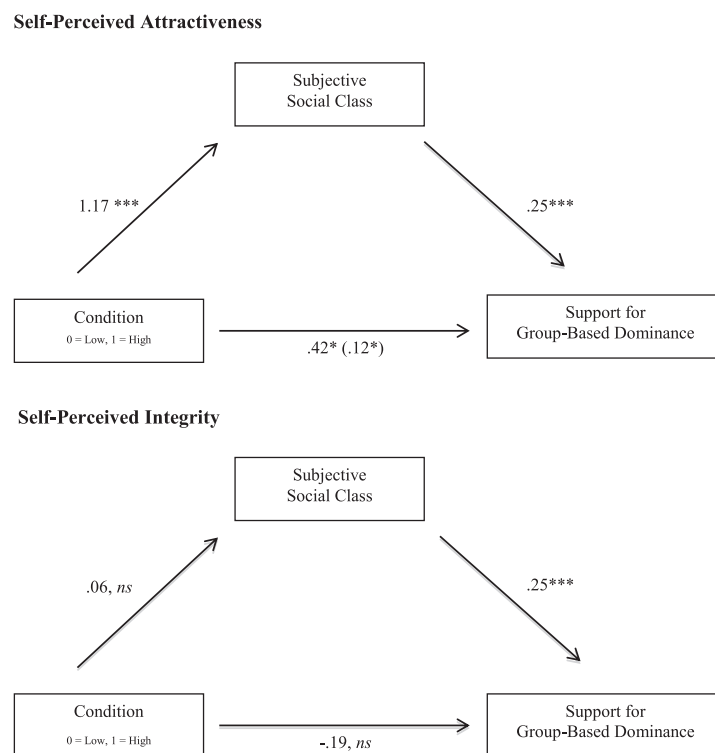 Self-Perceived Attractiveness
Subjective
Social Class
1.17 ***
.25***
Condition
0 = Low, 1 = High
Support for
Group-Based Dominance
.42* (.12*)
Self-Perceived Integrity
Subjective
Social Class
.06, ns
.25***
Condition
0 = Low, 1 = High
Support for
Group-Based Dominance
-.19, ns